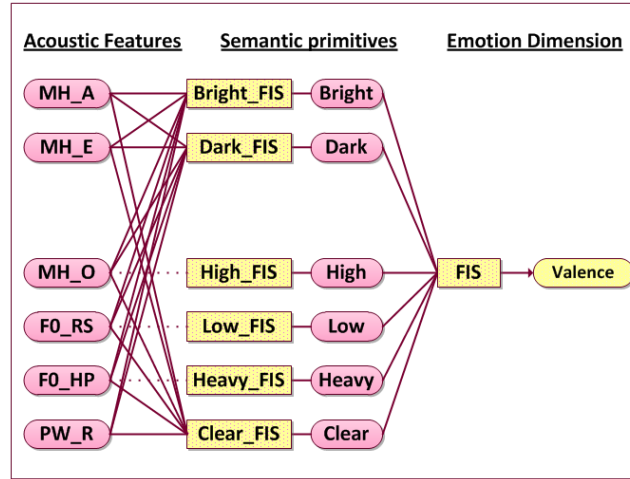 Acoustic Features Semantic primitives Emotion Dimension
MH_A Bright_FIS Bright
MH_E Dark_FIS Dark
MH_O High_FIS High FIS Valence
F0_RS Low_FIS Low
F0_HP Heavy_FIS Heavy
PW_R Clear_FIS Clear